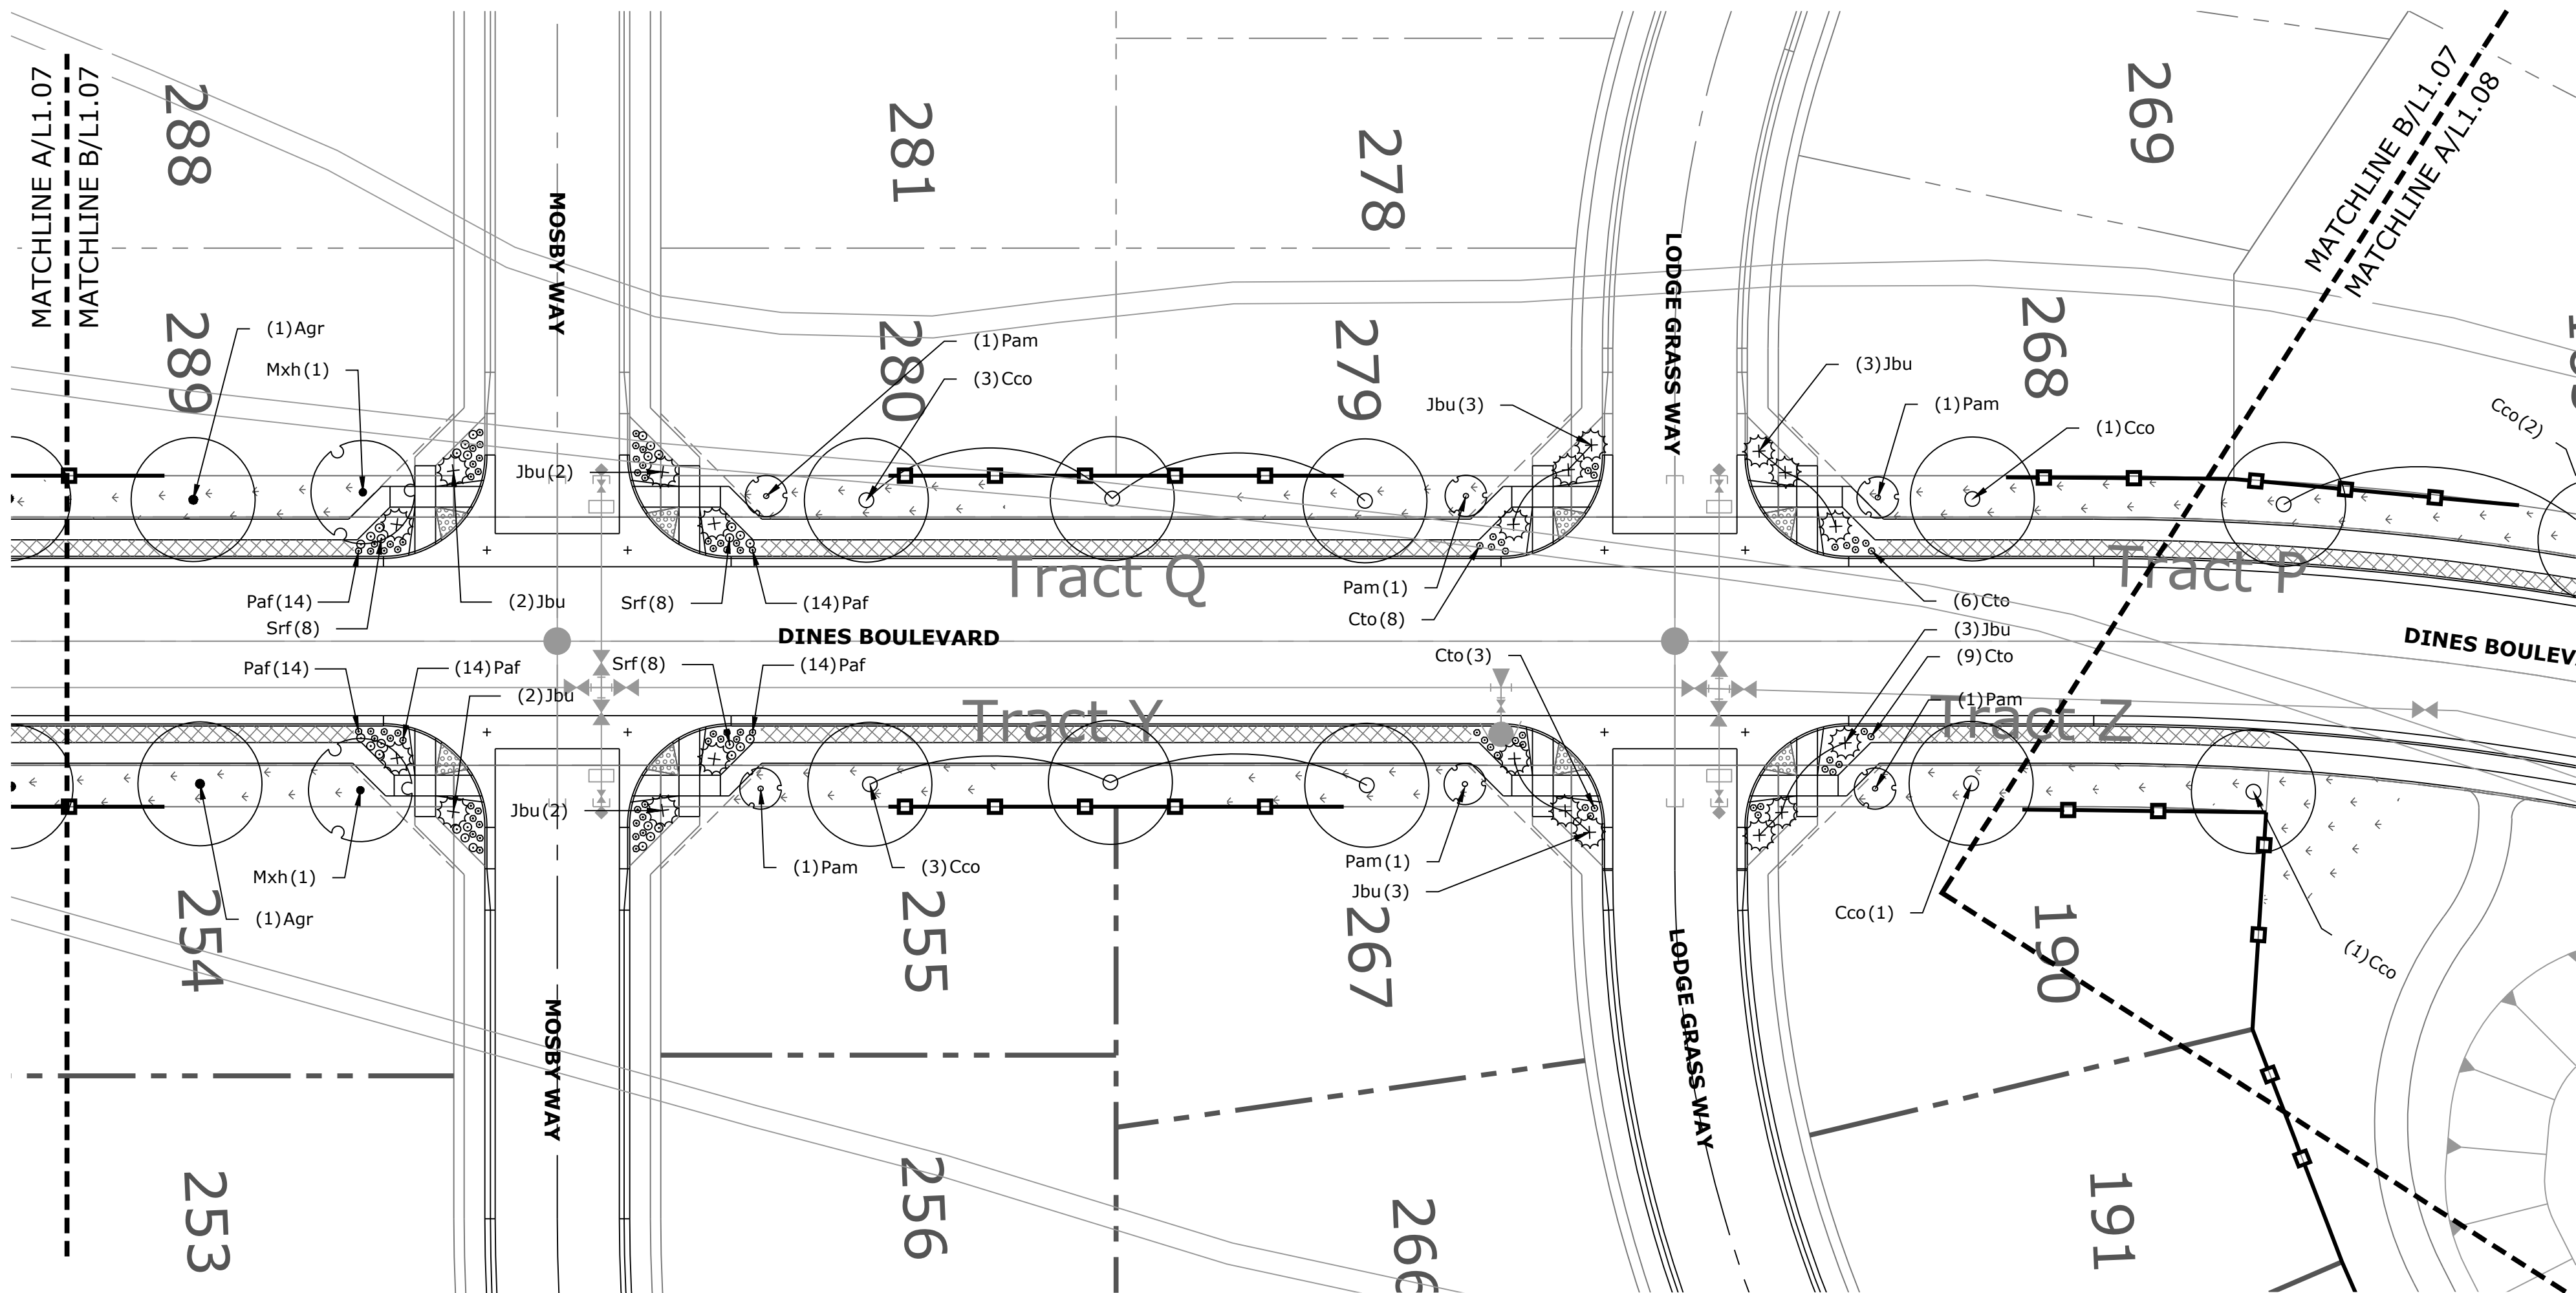 MATCHLINE A/L1.07
MATCHLINE B/L1.07
288
289
MOSBY WAY
281
278
280
279
LODGE GRASS WAY
269
268
MATCHLINE B/L1.07
MATCHLINE A/L1.08
(1)Agr
Mxh(1)
(1)Pam
(3)Cco
Jbu(3)
(3)Jbu
(1)Pam
(1)Cco
Cco(2)
Jbu(2)
Paf(14)
Srf(8)
(2)Jbu
Srf(8)
(14)Paf
Tract Q
Pam(1)
Cto(8)
(6)Cto
Tract P
DINES BOULEVARD
(3)Jbu
(9)Cto
DINES BOULEV
Paf(14)
(14)Paf
(2)Jbu
Srf(8)
(14)Paf
Cto(3)
(1)Pam
Tract Y
Tract Z
Jbu(2)
Mxh(1)
(1)Agr
(1)Pam
(3)Cco
Pam(1)
Jbu(3)
Cco(1)
(1)Cco
254
255
267
190
MOSBY WAY
LODGE GRASS WAY
253
256
266
191